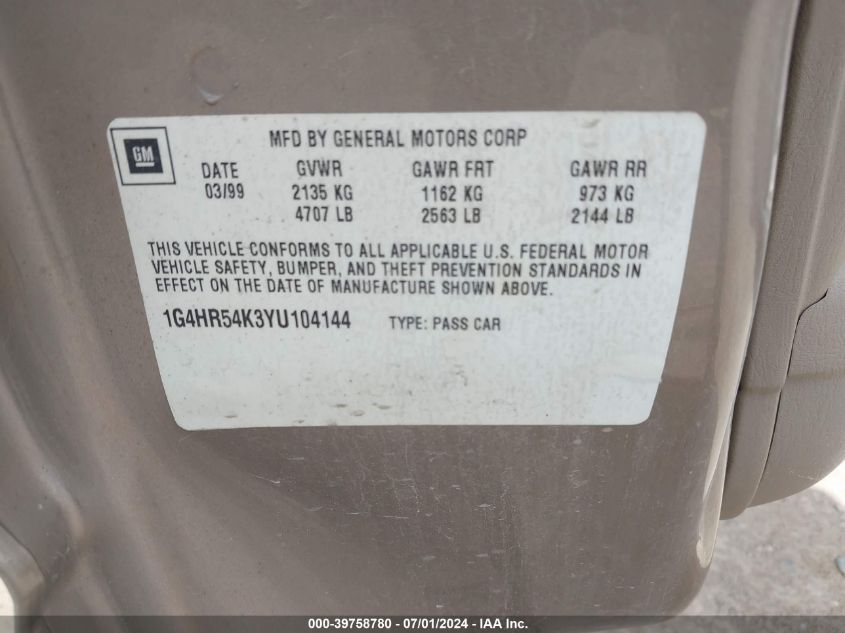 MFD BY GENERAL MOTORS CORP
GM
DATE GVWR GAWR FRT GAWR RR
03/99 2135 KG 1162 KG 973 KG
4707 LB 2563 LB 2144 LB
THIS VEHICLE CONFORMS TO ALL APPLICABLE U.S. FEDERAL MOTOR
VEHICLE SAFETY, BUMPER, AND THEFT PREVENTION STANDARDS IN
EFFECT ON THE DATE OF MANUFACTURE SHOWN ABOVE.
1G4HR54K3YU104144 TYPE: PASS CAR
000-39758780 - 07/01/2024 - IAA Inc.